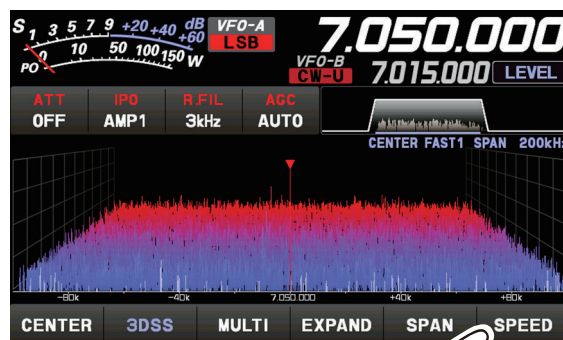 S 1 3 5 7 9 +20 +40 +60 dB
VFO-A
LSB
7.050.000
PO 0 10 50 100 150 W
VFO-B
CW-U
7.015.000
LEVEL
ATT IPO R.FIL AGC
OFF AMP1 3kHz AUTO
CENTER FAST1 SPAN 200kHz
-80k -40k 7.050.000 +40k +80k
CENTER 3DSS MULTI EXPAND SPAN SPEED